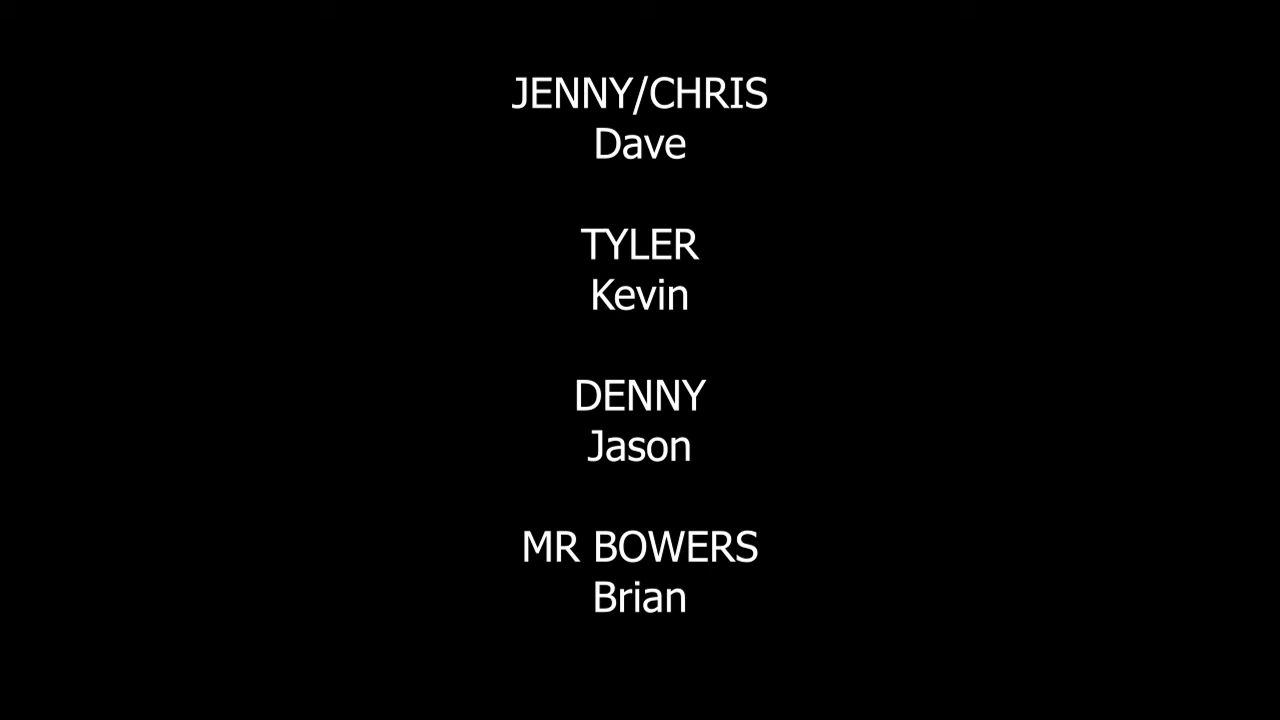 JENNY/CHRIS
Dave
TYLER
Kevin
DENNY
Jason
MR BOWERS
Brian